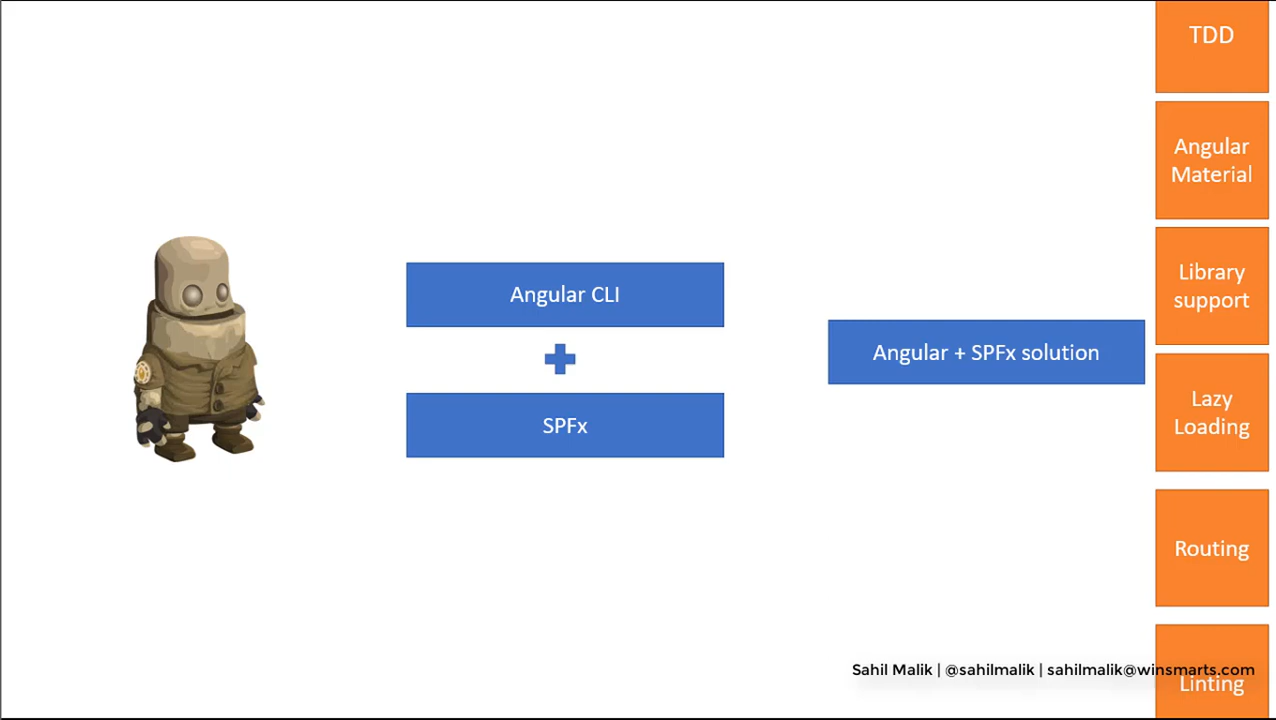 Angular CLI
SPFx
Angular + SPFx solution
TDD
Angular
Material
Library
support
Lazy
Loading
Routing
Linting
Sahil Malik | @sahilmalik | sahilmalik@winsmarts.com